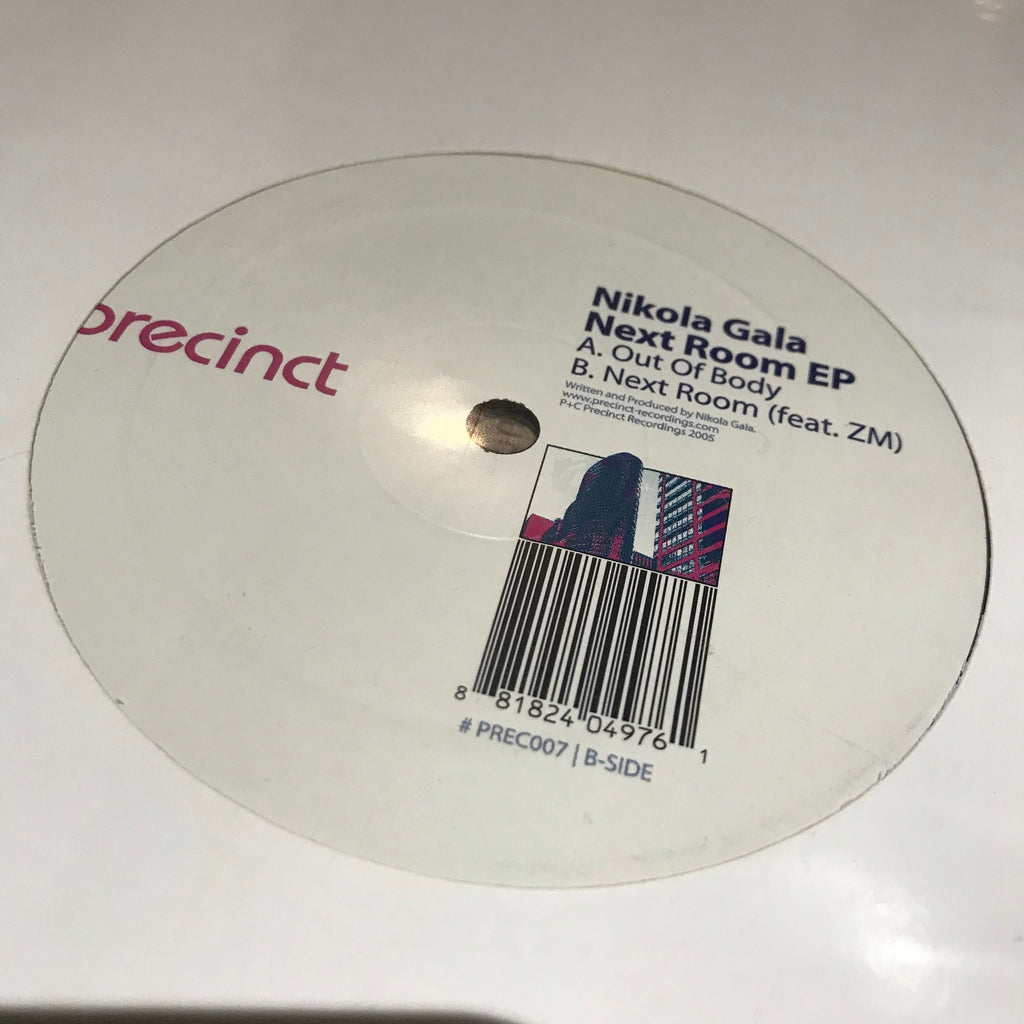 precinct
Nikola Gala
Next Room EP
A. Out Of Body
B. Next Room (feat. ZM)
Written and Produced by Nikola Gala.
www.precinct-recordings.com
P+C Precinct Recordings 2005
8 81824 04976 1
# PREC007 | B-SIDE